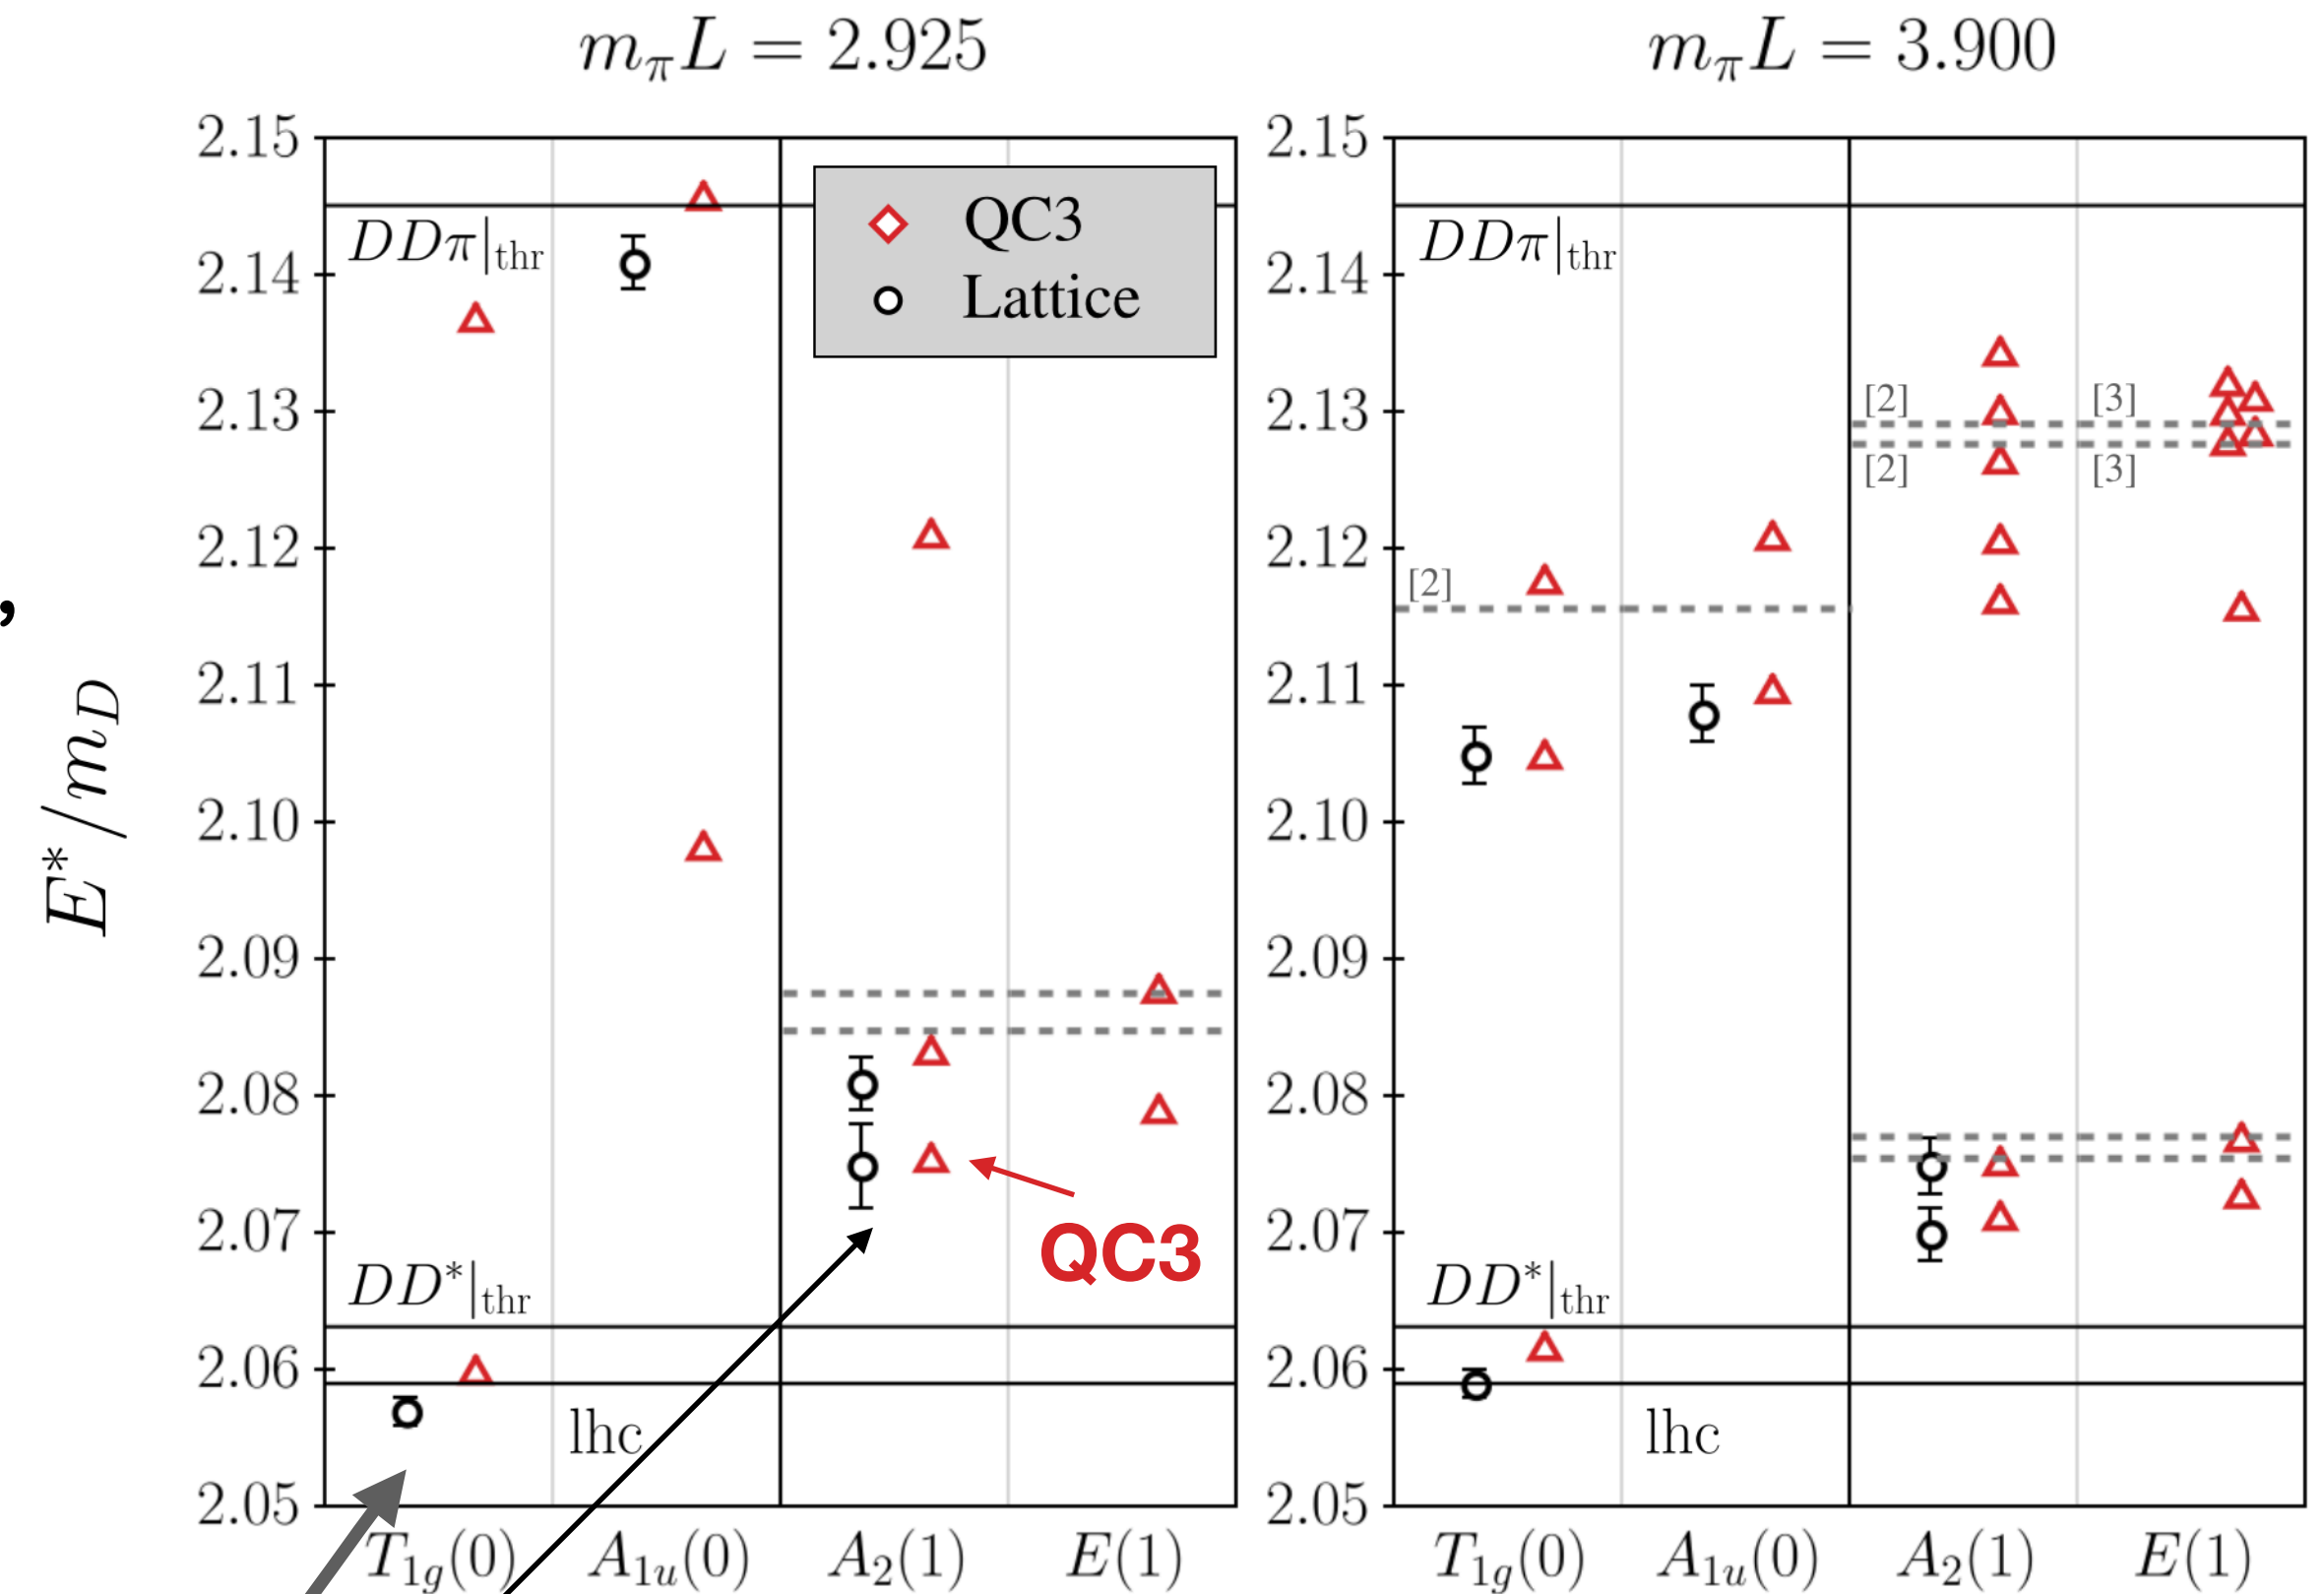 mπL = 2.925
mπL = 3.900
E*/mD
,
2.15
2.14
2.13
2.12
2.11
2.10
2.09
2.08
2.07
2.06
2.05
DDπ|thr
QC3
Lattice
QC3
DD*|thr
lhc
T1g(0) A1u(0) A2(1) E(1)
2.15
2.14
2.13
2.12
2.11
2.10
2.09
2.08
2.07
2.06
2.05
DDπ|thr
[2] [3]
[2] [3]
[2]
DD*|thr
lhc
T1g(0) A1u(0) A2(1) E(1)